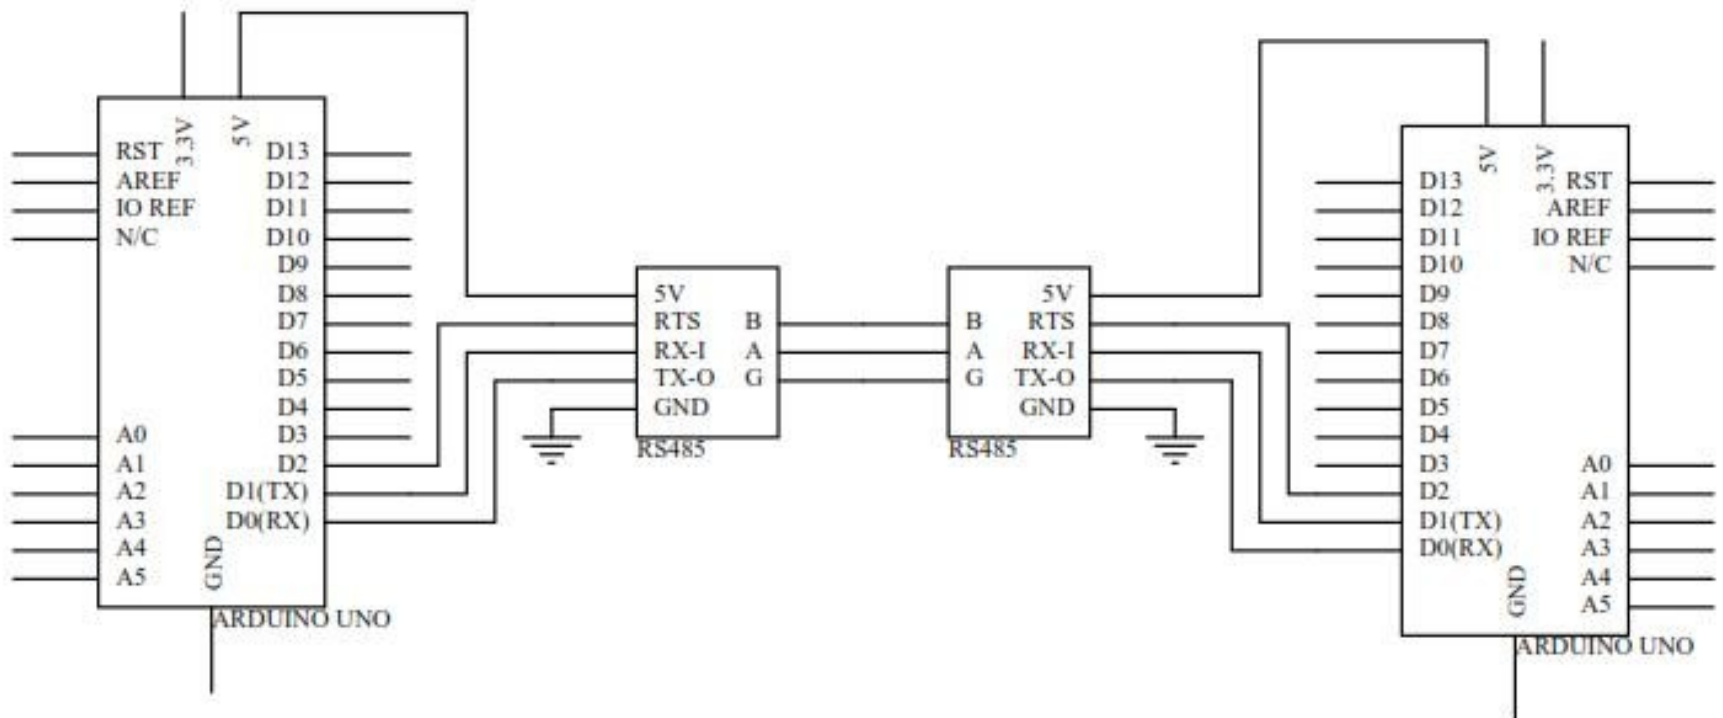 3.3V
5V
RST
AREF
IO REF
N/C
A0
A1
A2
A3
A4
A5
D13
D12
D11
D10
D9
D8
D7
D6
D5
D4
D3
D2
D1(TX)
D0(RX)
GND
ARDUINO UNO
5V
RTS
RX-I
TX-O
GND
B
A
G
RS485
B
A
G
5V
RTS
RX-I
TX-O
GND
RS485
5V
3.3V
D13
D12
D11
D10
D9
D8
D7
D6
D5
D4
D3
D2
D1(TX)
D0(RX)
RST
AREF
IO REF
N/C
A0
A1
A2
A3
A4
A5
GND
ARDUINO UNO